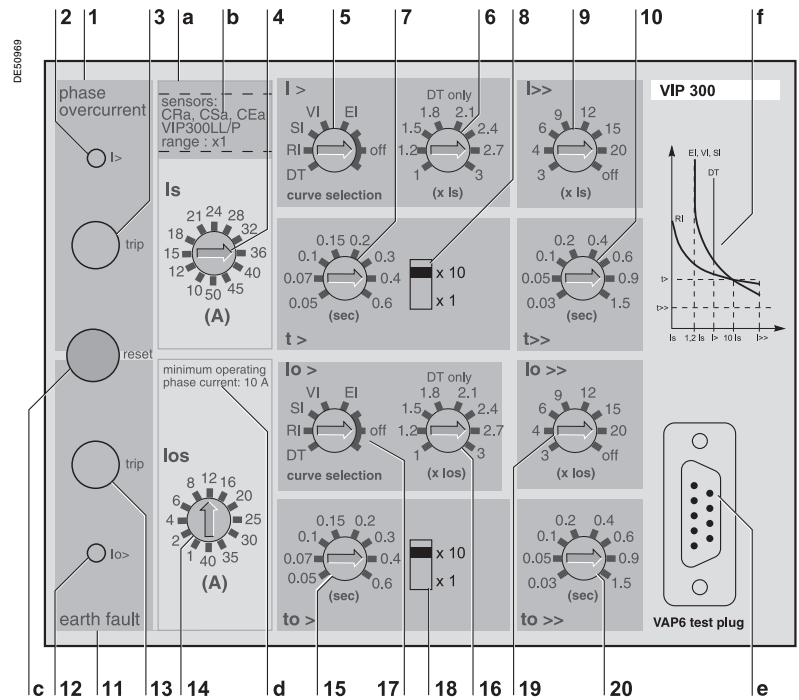 2 1 3 a b 4 5 7 6 8 9 10 f
DE50969
phase
overcurrent
I>
trip
reset
trip
Io>
earth fault
sensors:
CRa, CSa, CEa
VIP300LL/P
range : x1
Is
10 12 15 18 21 24 28 32 36 40 45 50
(A)
minimum operating
phase current: 10 A
Ios
1 2 4 6 8 12 16 20 25 30 35 40
(A)
I >
DT RI SI VI EI off
curve selection
DT only
1 1.2 1.5 1.8 2.1 2.4 2.7 3
(x Is)
I>>
3 4 6 9 12 15 20 off
(x Is)
0.05 0.07 0.1 0.15 0.2 0.3 0.4 0.6
(sec)
t >
x 10
x 1
0.03 0.05 0.1 0.2 0.4 0.6 0.9 1.5
(sec)
t>>
Io >
DT RI SI VI EI off
curve selection
DT only
1 1.2 1.5 1.8 2.1 2.4 2.7 3
(x Ios)
Io >>
3 4 6 9 12 15 20 off
(x Ios)
0.05 0.07 0.1 0.15 0.2 0.3 0.4 0.6
(sec)
to >
x 10
x 1
0.03 0.05 0.1 0.2 0.4 0.6 0.9 1.5
(sec)
to >>
VIP 300
EI, VI, SI
DT
RI
t>
t>>
Is 1,2 Is I> 10 Is I>>
VAP6 test plug
c 12 11 13 14 d 15 17 18 16 19 20 e